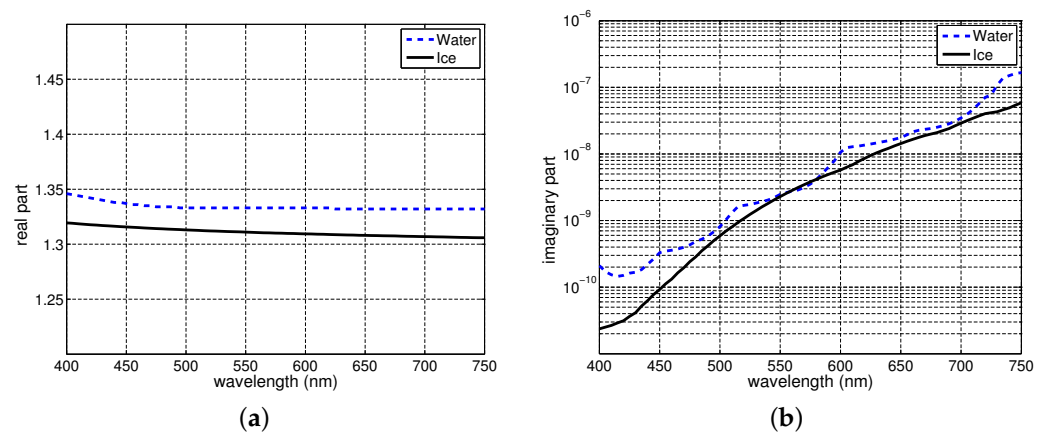 Water
Ice
1.45
1.4
1.35
1.3
1.25
real part
400 450 500 550 600 650 700 750
wavelength (nm)
(a)
Water
Ice
10−6
10−7
10−8
10−9
10−10
imaginary part
400 450 500 550 600 650 700 750
wavelength (nm)
(b)